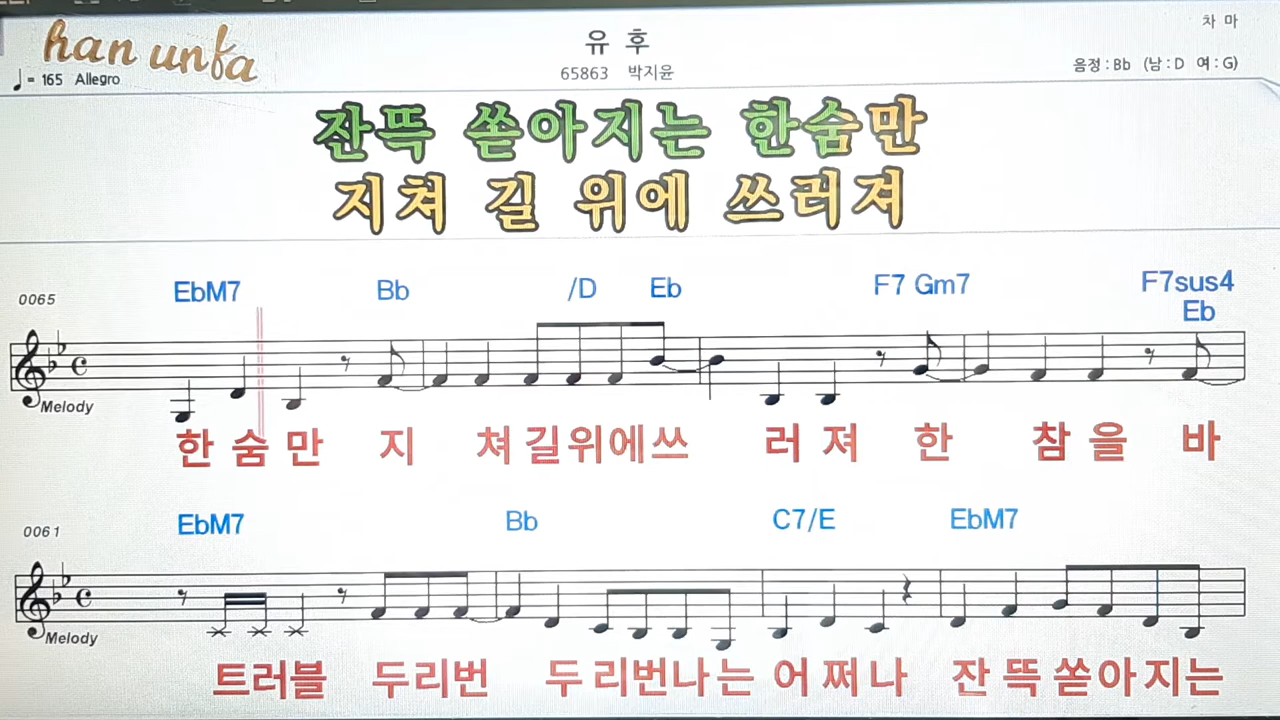 han unfa
유 후
차 마
♩= 165 Allegro
65863 박지윤
음정 : Bb (남 : D 여 : G)
잔뜩 쏟아지는 한숨만
지쳐 길 위에 쓰러져
0065 EbM7 Bb /D Eb F7 Gm7 F7sus4
Eb
Melody
한 숨 만 지 쳐 길 위 에 쓰 러 져 한 참 을 바
0061 EbM7 Bb C7/E EbM7
Melody
트러블 두리번 두 리번나는 어 쩌 나 잔 뜩 쏟아지는